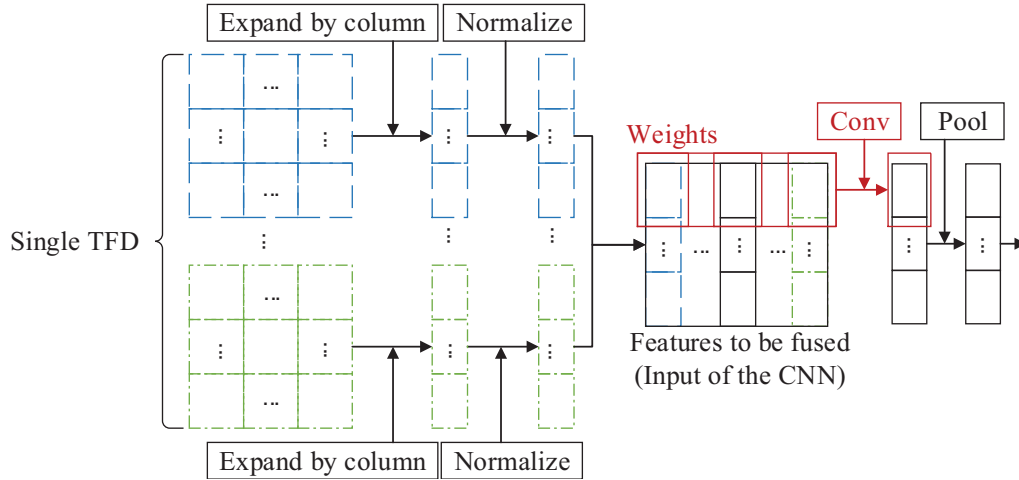 Expand by column
Normalize
Weights
Conv
Pool
Single TFD
Features to be fused
(Input of the CNN)
Expand by column
Normalize